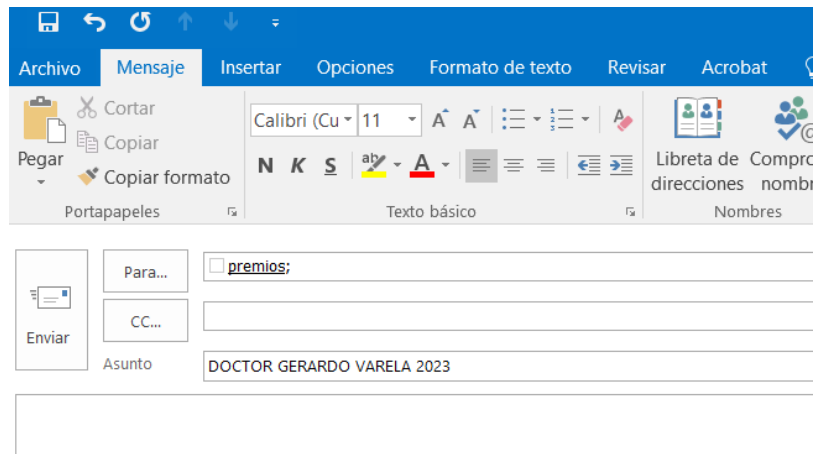 Archivo Mensaje Insertar Opciones Formato de texto Revisar Acrobat
Cortar
Copiar
Copiar formato
Pegar
Portapapeles
Calibri (Cu 11 A A
N K S ab A
Texto básico
Libreta de direcciones
Compro
nombr
Nombres
Enviar
Para... premios;
CC...
Asunto DOCTOR GERARDO VARELA 2023